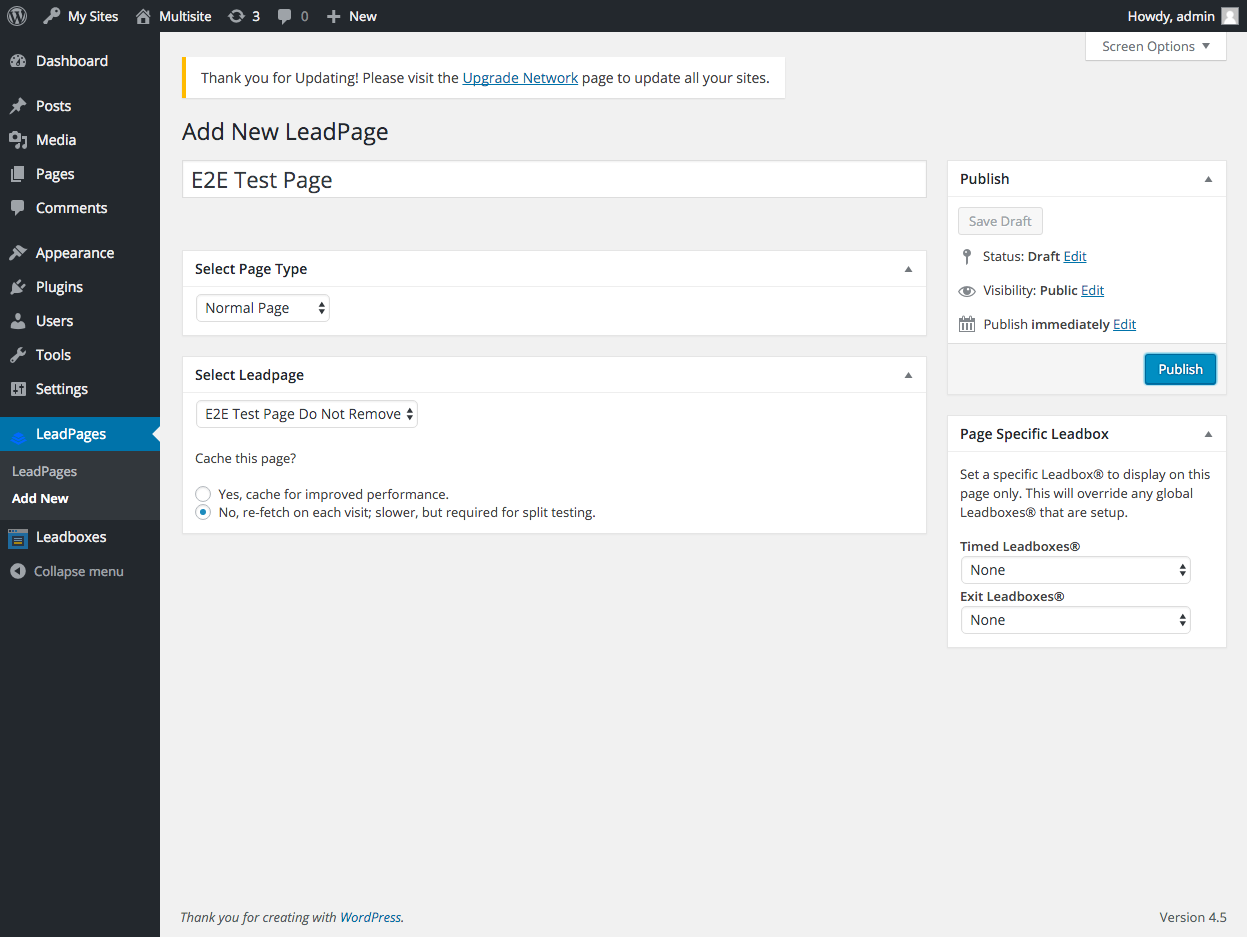 My Sites Multisite 3 0 New Howdy, admin
Screen Options
Dashboard
Posts
Media
Pages
Comments
Appearance
Plugins
Users
Tools
Settings
LeadPages
LeadPages
Add New
Leadboxes
Collapse menu
Thank you for Updating! Please visit the Upgrade Network page to update all your sites.
Add New LeadPage
E2E Test Page
Select Page Type
Normal Page
Select Leadpage
E2E Test Page Do Not Remove
Cache this page?
Yes, cache for improved performance.
No, re-fetch on each visit; slower, but required for split testing.
Publish
Save Draft
Status: Draft Edit
Visibility: Public Edit
Publish immediately Edit
Publish
Page Specific Leadbox
Set a specific Leadbox® to display on this
page only. This will override any global
Leadboxes® that are setup.
Timed Leadboxes®
None
Exit Leadboxes®
None
Thank you for creating with WordPress.
Version 4.5